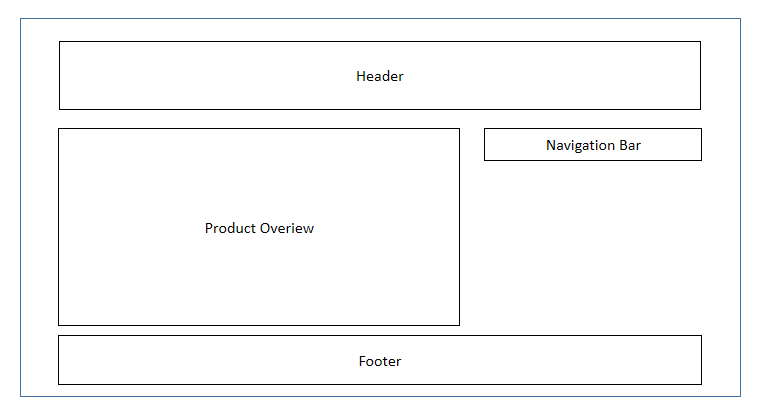 Header
Navigation Bar
Product Overiew
Footer